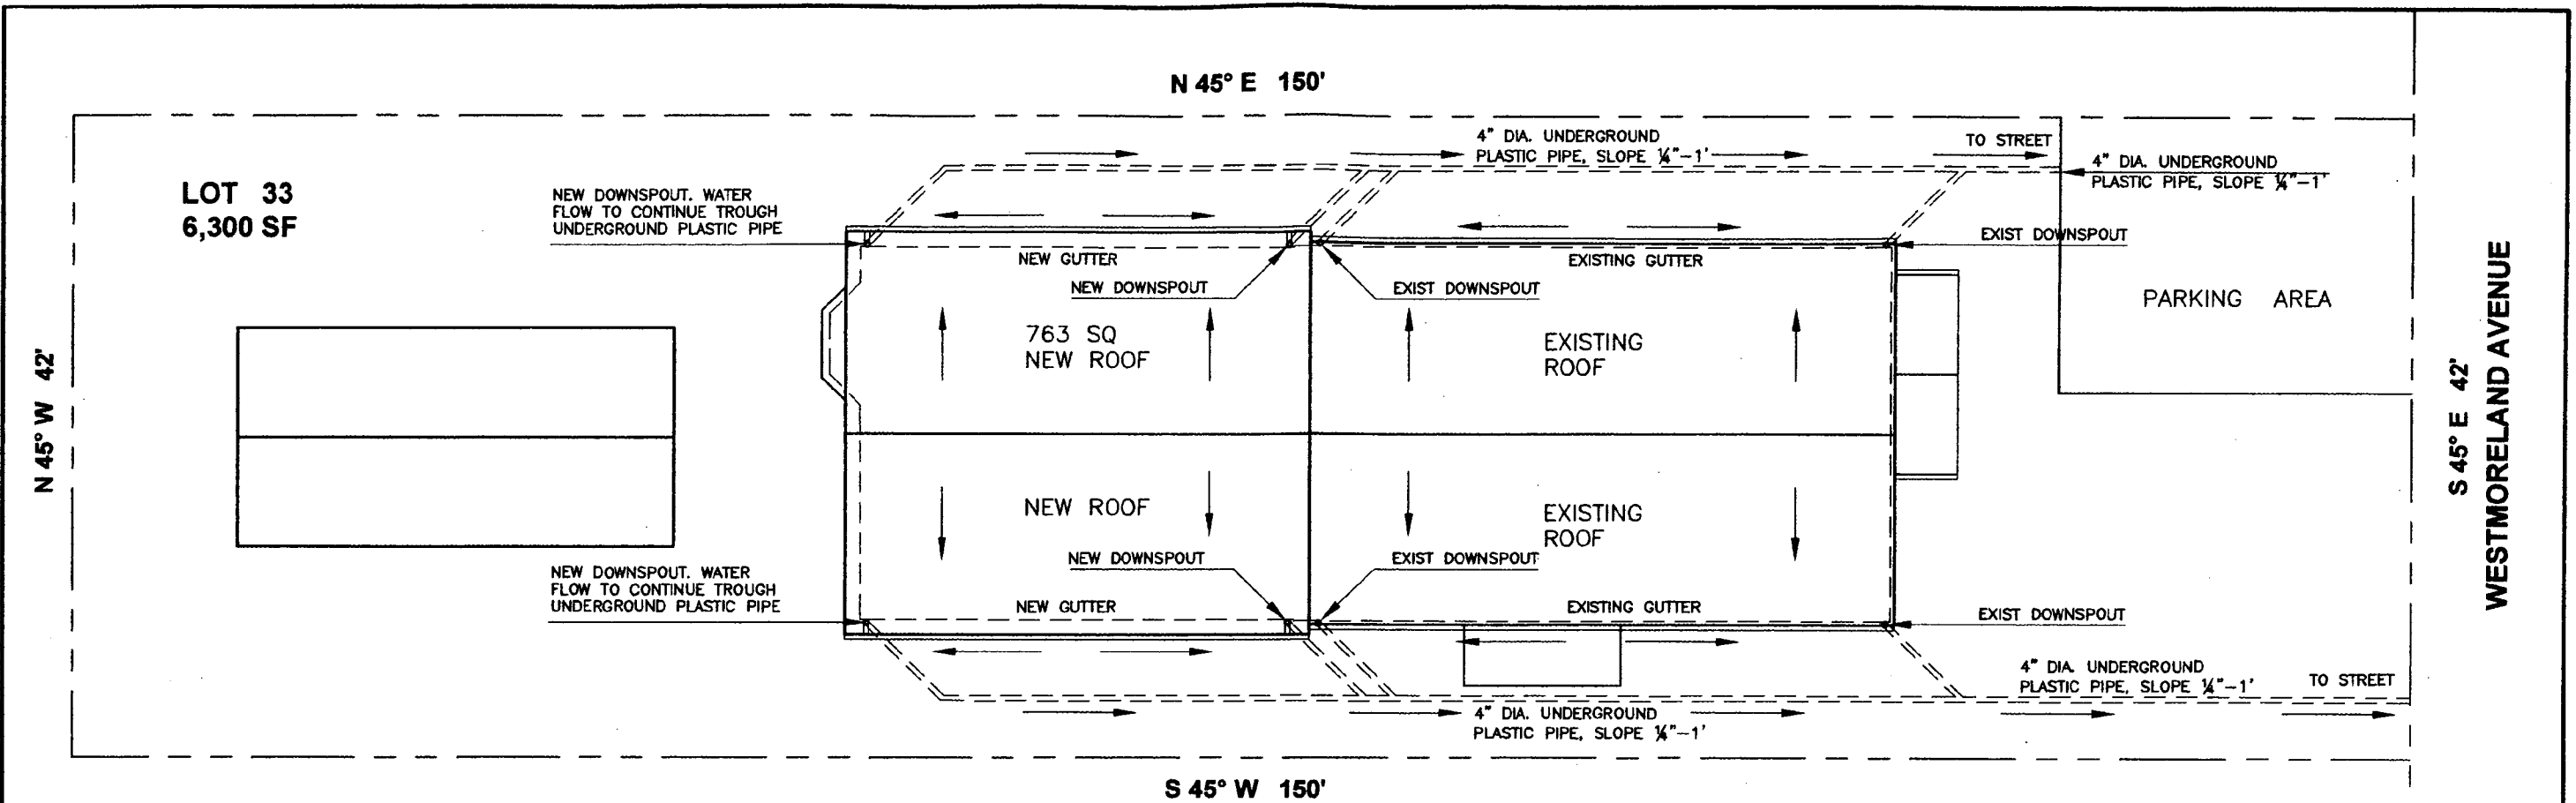 N 45° E 150'
4" DIA. UNDERGROUND
PLASTIC PIPE, SLOPE ¼"-1'
TO STREET
4" DIA. UNDERGROUND
PLASTIC PIPE, SLOPE ¼"-1'
LOT 33
6,300 SF
NEW DOWNSPOUT. WATER
FLOW TO CONTINUE TROUGH
UNDERGROUND PLASTIC PIPE
NEW GUTTER
EXISTING GUTTER
EXIST DOWNSPOUT
NEW DOWNSPOUT
EXIST DOWNSPOUT
PARKING AREA
763 SQ
NEW ROOF
EXISTING
ROOF
N 45° W 42'
S 45° E 42'
WESTMORELAND AVENUE
NEW ROOF
EXISTING
ROOF
NEW DOWNSPOUT
EXIST DOWNSPOUT
NEW DOWNSPOUT. WATER
FLOW TO CONTINUE TROUGH
UNDERGROUND PLASTIC PIPE
NEW GUTTER
EXISTING GUTTER
EXIST DOWNSPOUT
4" DIA. UNDERGROUND
PLASTIC PIPE, SLOPE ¼"-1'
TO STREET
4" DIA. UNDERGROUND
PLASTIC PIPE, SLOPE ¼"-1'
S 45° W 150'